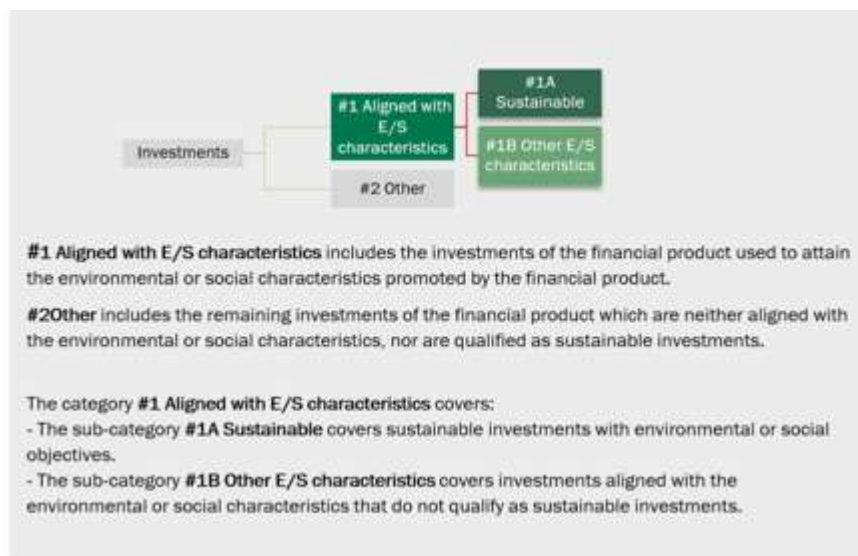 #1A
Sustainable
#1 Aligned with
E/S
characteristics
#1B Other E/S
characteristics
Investments
#2 Other
#1 Aligned with E/S characteristics includes the investments of the financial product used to attain
the environmental or social characteristics promoted by the financial product.
#2Other includes the remaining investments of the financial product which are neither aligned with
the environmental or social characteristics, nor are qualified as sustainable investments.
The category #1 Aligned with E/S characteristics covers:
- The sub-category #1A Sustainable covers sustainable investments with environmental or social
objectives.
- The sub-category #1B Other E/S characteristics covers investments aligned with the
environmental or social characteristics that do not qualify as sustainable investments.